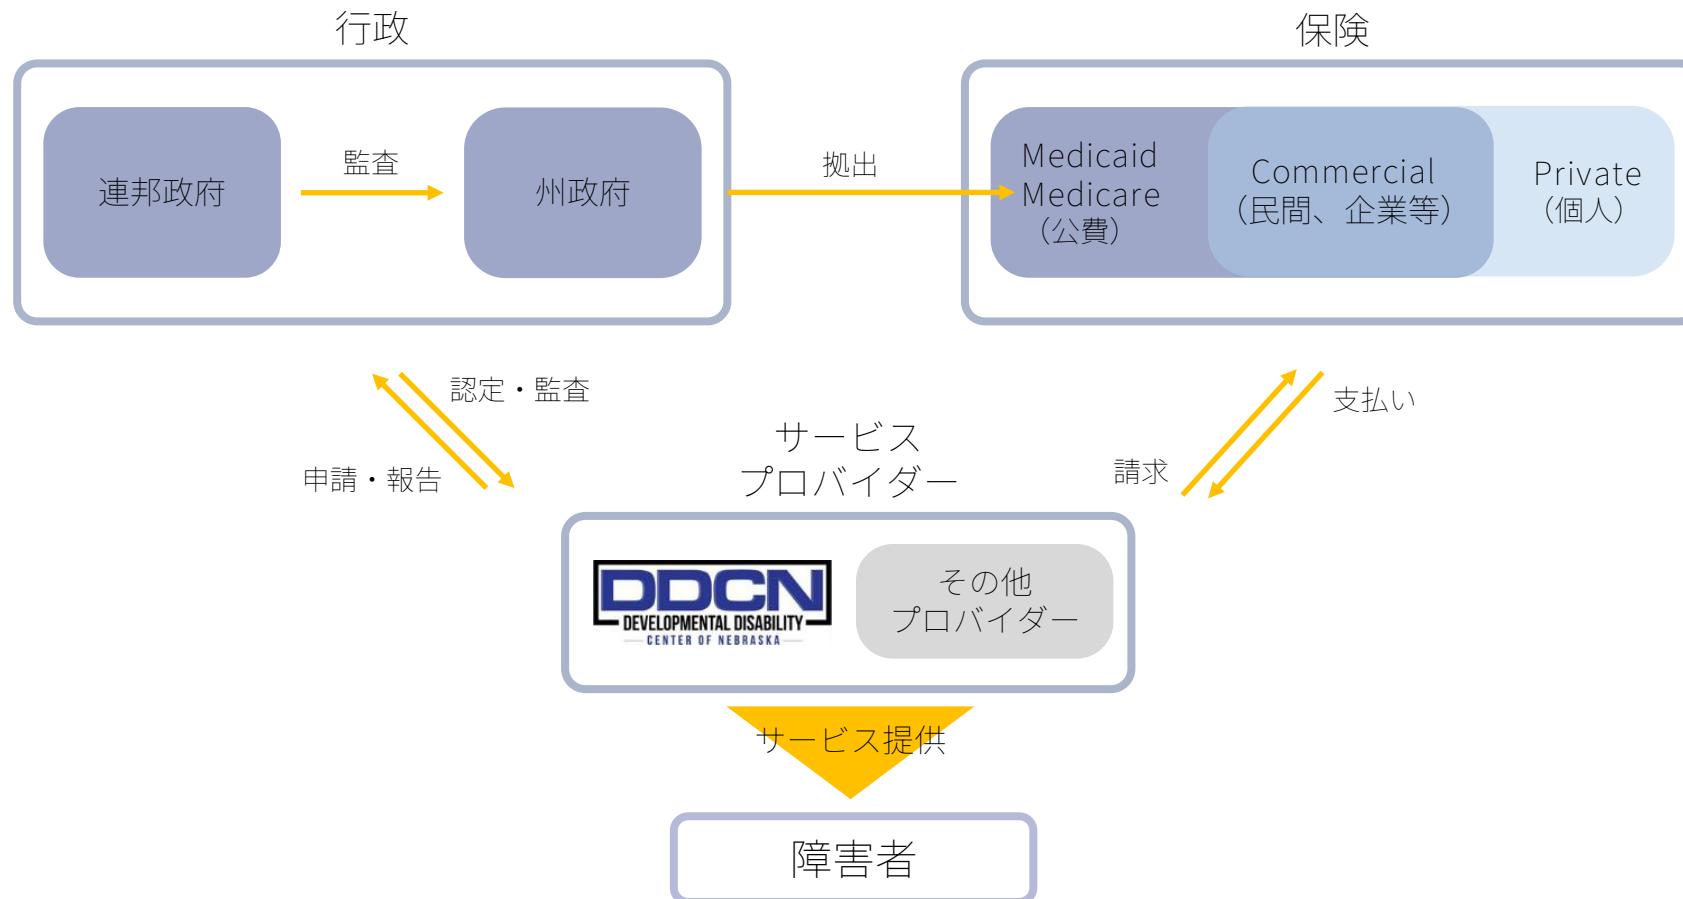 行政
保険
連邦政府
監査
州政府
拠出
Medicaid
Medicare
（公費）
Commercial
（民間、企業等）
Private
（個人）
認定・監査
申請・報告
サービス
プロバイダー
請求
支払い
DDCN
DEVELOPMENTAL DISABILITY
CENTER OF NEBRASKA
その他
プロバイダー
サービス提供
障害者